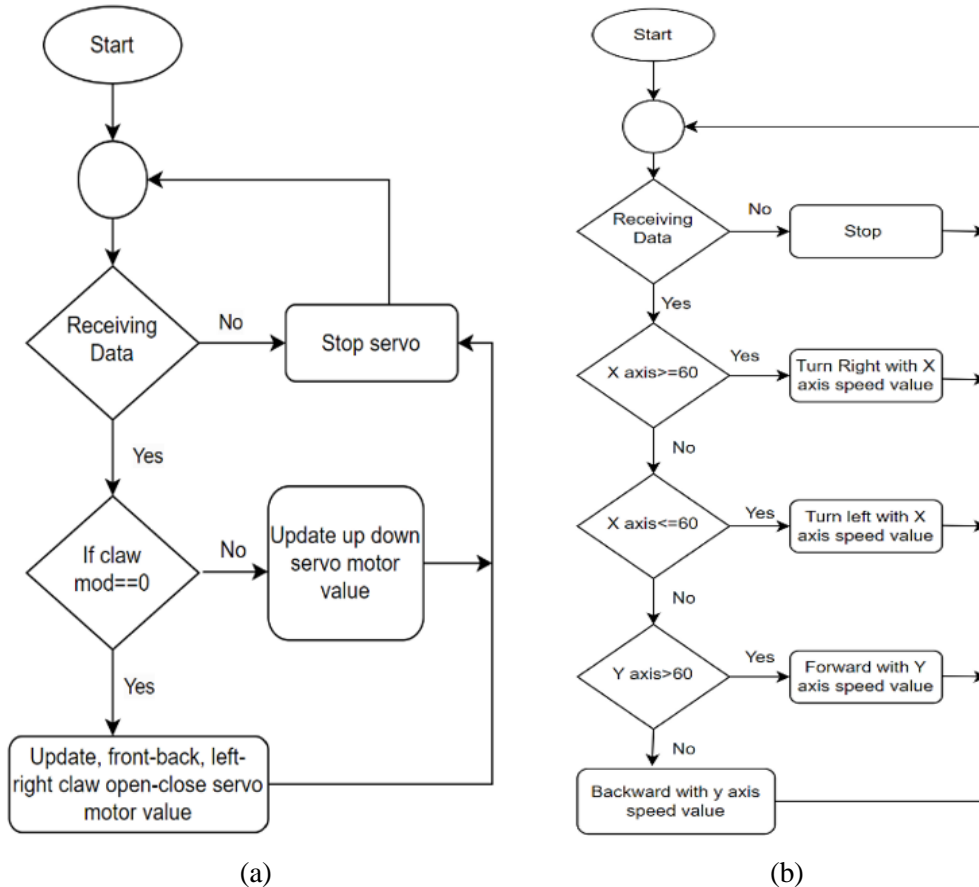 Start
Receiving
Data
No
Stop servo
Yes
If claw
mod==0
No
Update up down
servo motor
value
Yes
Update, front-back, left-
right claw open-close servo
motor value
(a)
Start
Receiving
Data
No
Stop
Yes
X axis>=60
Yes
Turn Right with X
axis speed value
No
X axis<=60
Yes
Turn left with X
axis speed value
No
Y axis>60
Yes
Forward with Y
axis speed value
No
Backward with y axis
speed value
(b)